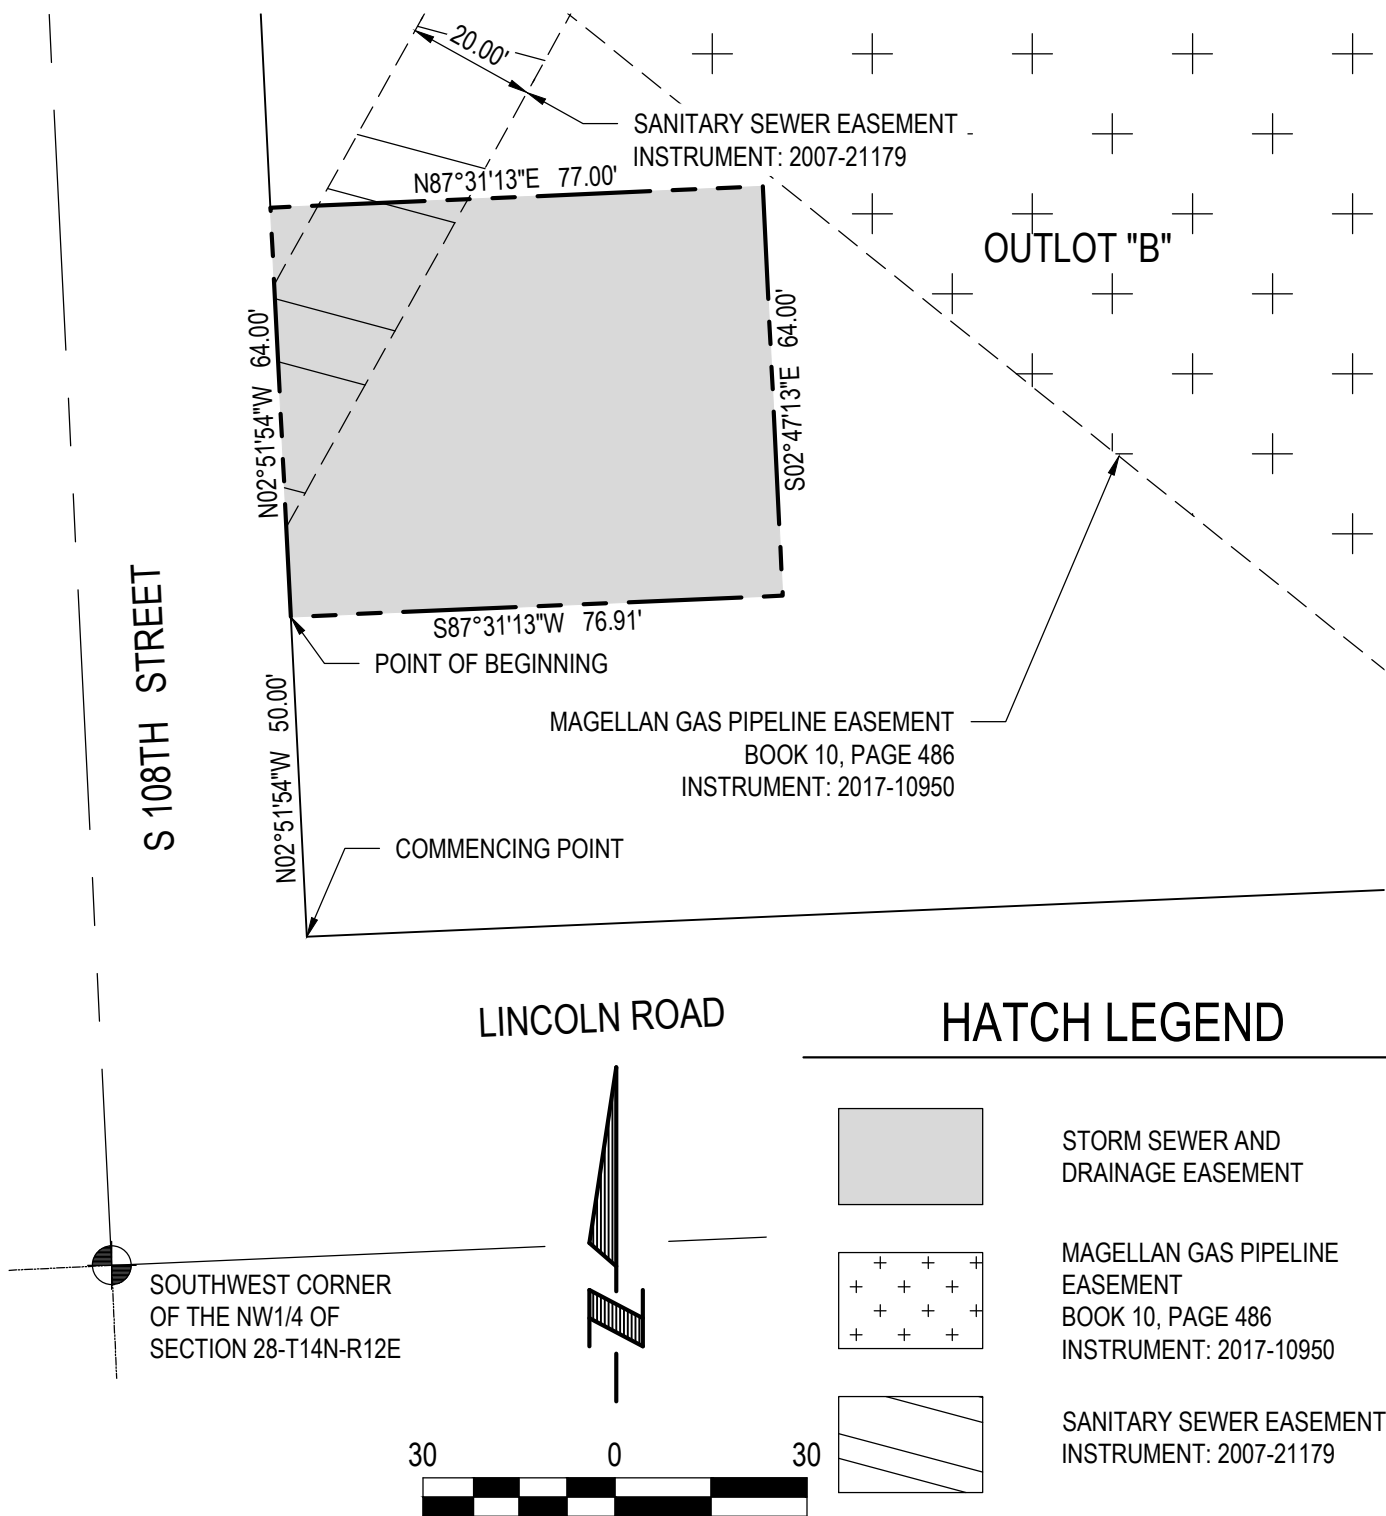 20.00'
SANITARY SEWER EASEMENT
INSTRUMENT: 2007-21179
N87°31'13"E 77.00'
OUTLOT "B"
N02°51'54"W 64.00'
S02°47'13"E 64.00'
S87°31'13"W 76.91'
POINT OF BEGINNING
S 108TH STREET
N02°51'54"W 50.00'
MAGELLAN GAS PIPELINE EASEMENT
BOOK 10, PAGE 486
INSTRUMENT: 2017-10950
COMMENCING POINT
LINCOLN ROAD
HATCH LEGEND
STORM SEWER AND
DRAINAGE EASEMENT
MAGELLAN GAS PIPELINE
EASEMENT
BOOK 10, PAGE 486
INSTRUMENT: 2017-10950
SANITARY SEWER EASEMENT
INSTRUMENT: 2007-21179
SOUTHWEST CORNER
OF THE NW1/4 OF
SECTION 28-T14N-R12E
30 0 30